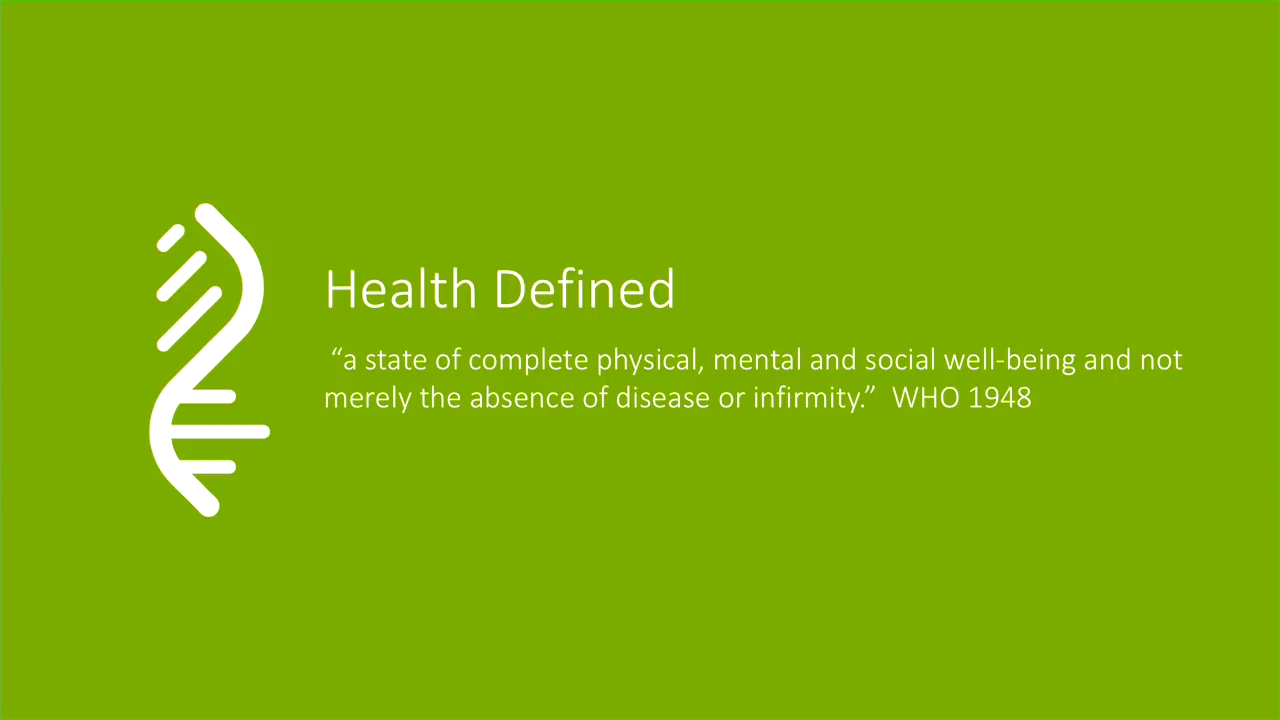 Health Defined
“a state of complete physical, mental and social well-being and not
merely the absence of disease or infirmity.”  WHO 1948